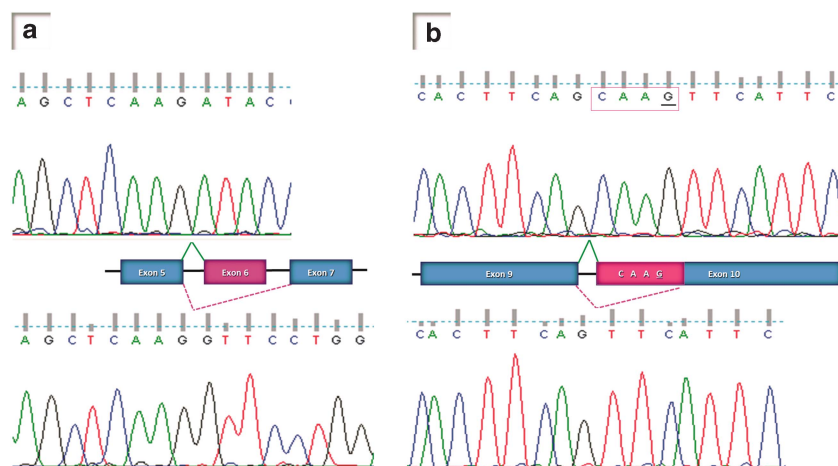 a
A G C T C A A G A T A C
Exon 5 Exon 6 Exon 7
A G C T C A A G G T T C C T G G
b
C A C T T C A G C A A G T T C A T T C
Exon 9 C A A G Exon 10
C A C T T C A G T T C A T T C